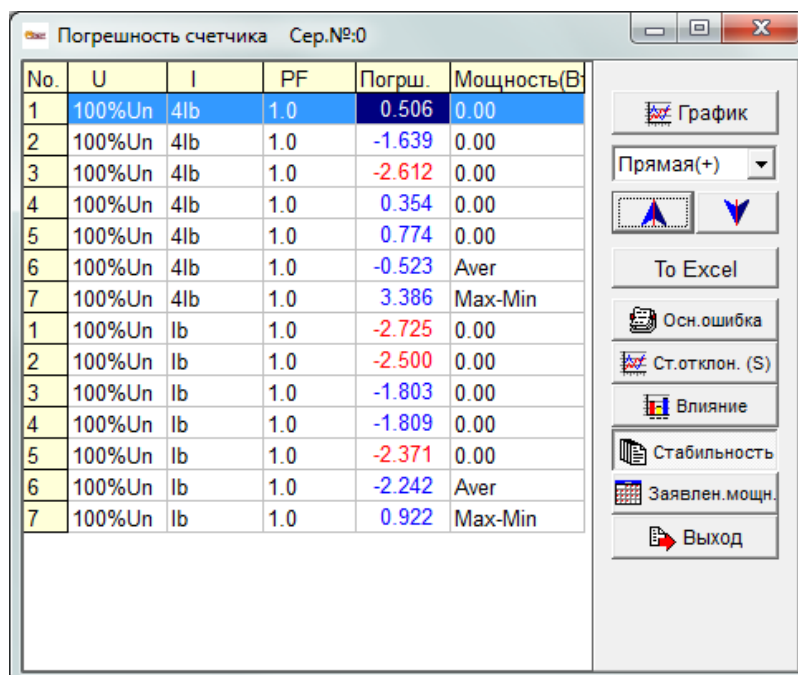 Погрешность счетчика Сер.№:0
No. U I PF Погрш. Мощность(Вт
1 100%Un 4Ib 1.0 0.506 0.00
2 100%Un 4Ib 1.0 -1.639 0.00
3 100%Un 4Ib 1.0 -2.612 0.00
4 100%Un 4Ib 1.0 0.354 0.00
5 100%Un 4Ib 1.0 0.774 0.00
6 100%Un 4Ib 1.0 -0.523 Aver
7 100%Un 4Ib 1.0 3.386 Max-Min
1 100%Un Ib 1.0 -2.725 0.00
2 100%Un Ib 1.0 -2.500 0.00
3 100%Un Ib 1.0 -1.803 0.00
4 100%Un Ib 1.0 -1.809 0.00
5 100%Un Ib 1.0 -2.371 0.00
6 100%Un Ib 1.0 -2.242 Aver
7 100%Un Ib 1.0 0.922 Max-Min
График
Прямая(+)
To Excel
Осн.ошибка
Ст.отклон. (S)
Влияние
Стабильность
Заявлен.мощн.
Выход